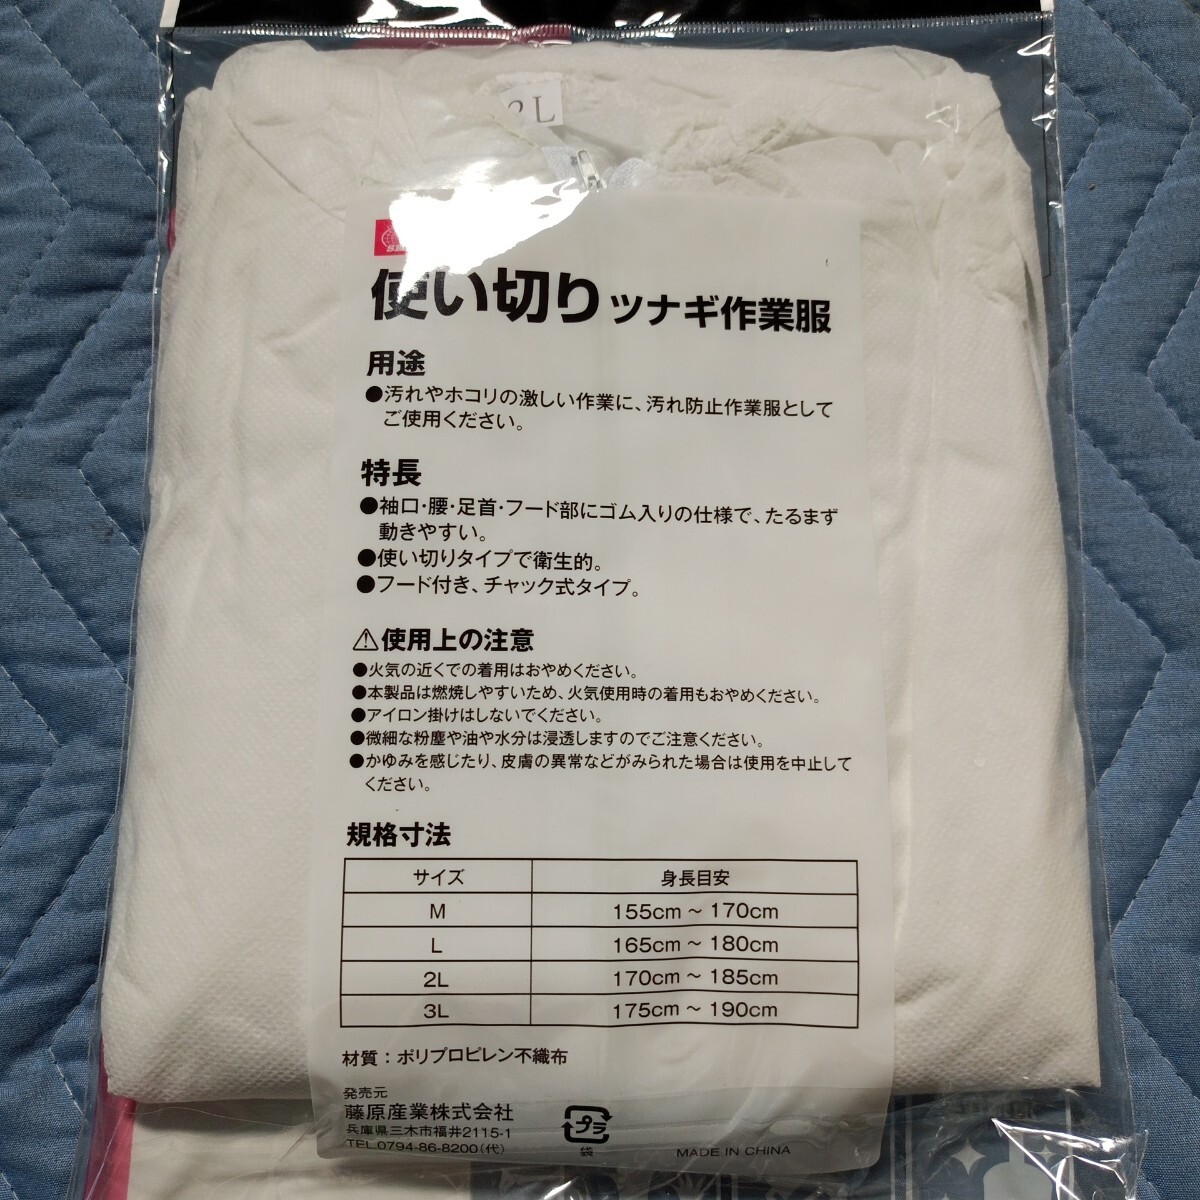 使い切りツナギ作業服
用途
●汚れやホコリの激しい作業に、汚れ防止作業服として
ご使用ください。
特長
●袖口・腰・足首・フード部にゴム入りの仕様で、たるまず
動きやすい。
●使い切りタイプで衛生的。
●フード付き、チャック式タイプ。
⚠使用上の注意
●火気の近くでの着用はおやめください。
●本製品は燃焼しやすいため、火気使用時の着用もおやめください。
●アイロン掛けはしないでください。
●微細な粉塵や油や水分は浸透しますのでご注意ください。
●かゆみを感じたり、皮膚の異常などがみられた場合は使用を中止して
ください。
規格寸法
サイズ 身長目安
M 155cm～170cm
L 165cm～180cm
2L 170cm～185cm
3L 175cm～190cm
材質：ポリプロピレン不織布
発売元
藤原産業株式会社
兵庫県三木市福井2115-1
TEL.0794-86-8200(代)
プラ
袋
MADE IN CHINA